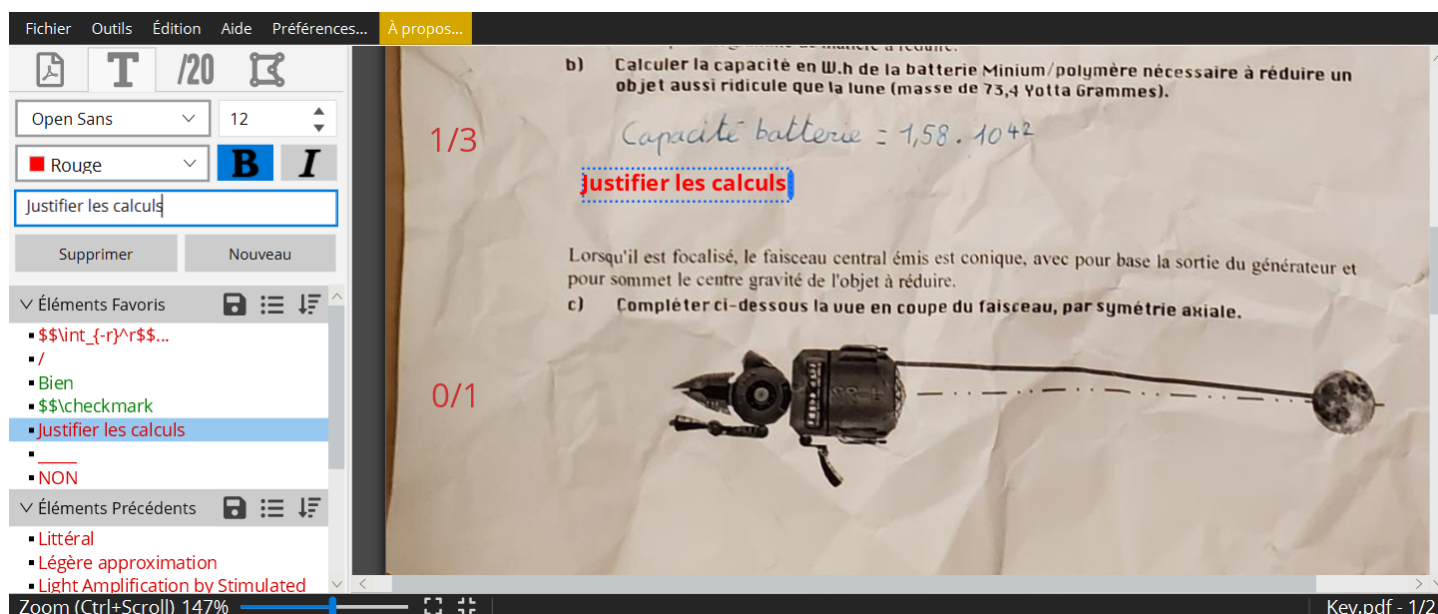 Fichier Outils Édition Aide Préférences... À propos...
T /20
Open Sans 12
Rouge B I
Justifier les calculs
Supprimer Nouveau
Éléments Favoris
$$\int_{-r}^r$$...
/
Bien
$$\checkmark
Justifier les calculs
_____
NON
Éléments Précédents
Littéral
Légère approximation
Light Amplification by Stimulated
b) Calculer la capacité en W.h de la batterie Minium/polymère nécessaire à réduire un
objet aussi ridicule que la lune (masse de 73,4 Yotta Grammes).
1/3
Capacité batterie = 1,58 . 10^42
Justifier les calculs
Lorsqu'il est focalisé, le faisceau central émis est conique, avec pour base la sortie du générateur et
pour sommet le centre gravité de l'objet à réduire.
c) Compléter ci-dessous la vue en coupe du faisceau, par symétrie axiale.
0/1
Zoom (Ctrl+Scroll) 147%
Key.pdf - 1/2